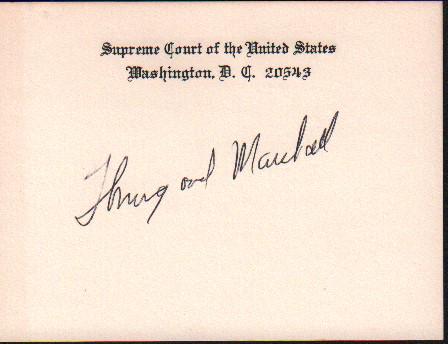 Supreme Court of the United States
Washington, D. C. 20543
Thurgood Marshall